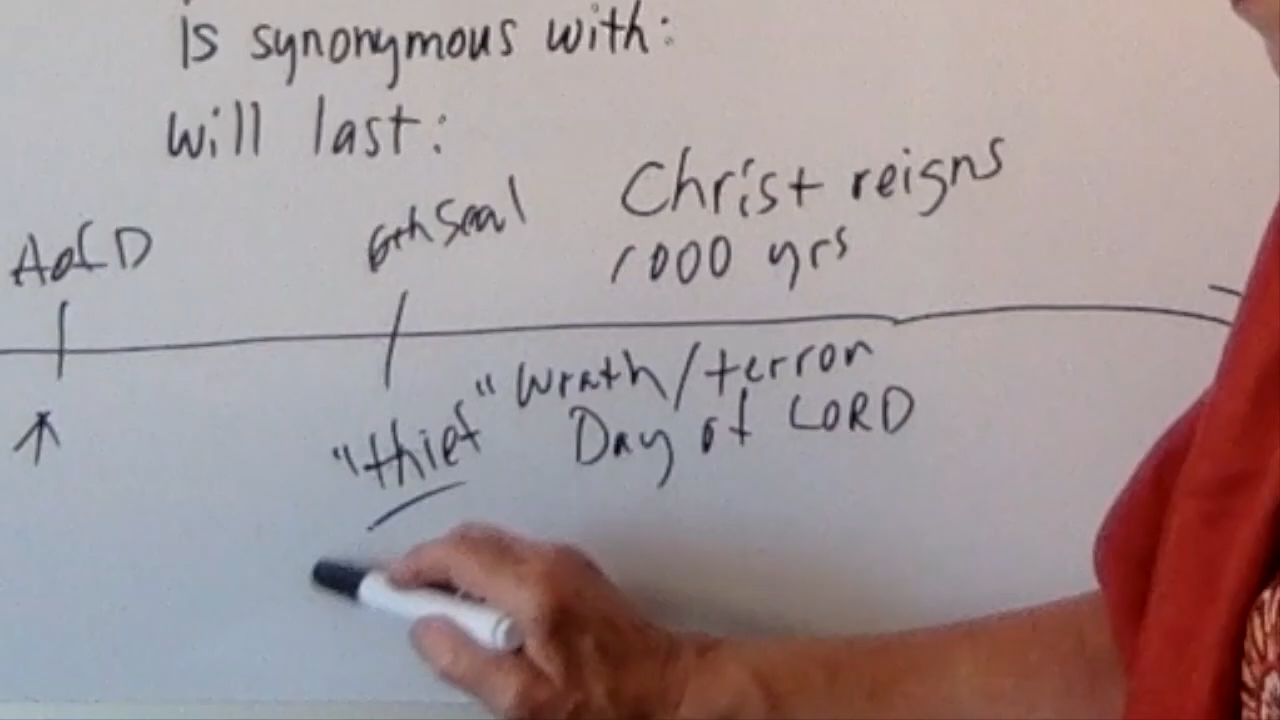 Is synonymous with:
will last:
AofD
6th Seal
Christ reigns
1000 yrs
"thief"
Wrath/terror
Day of LORD